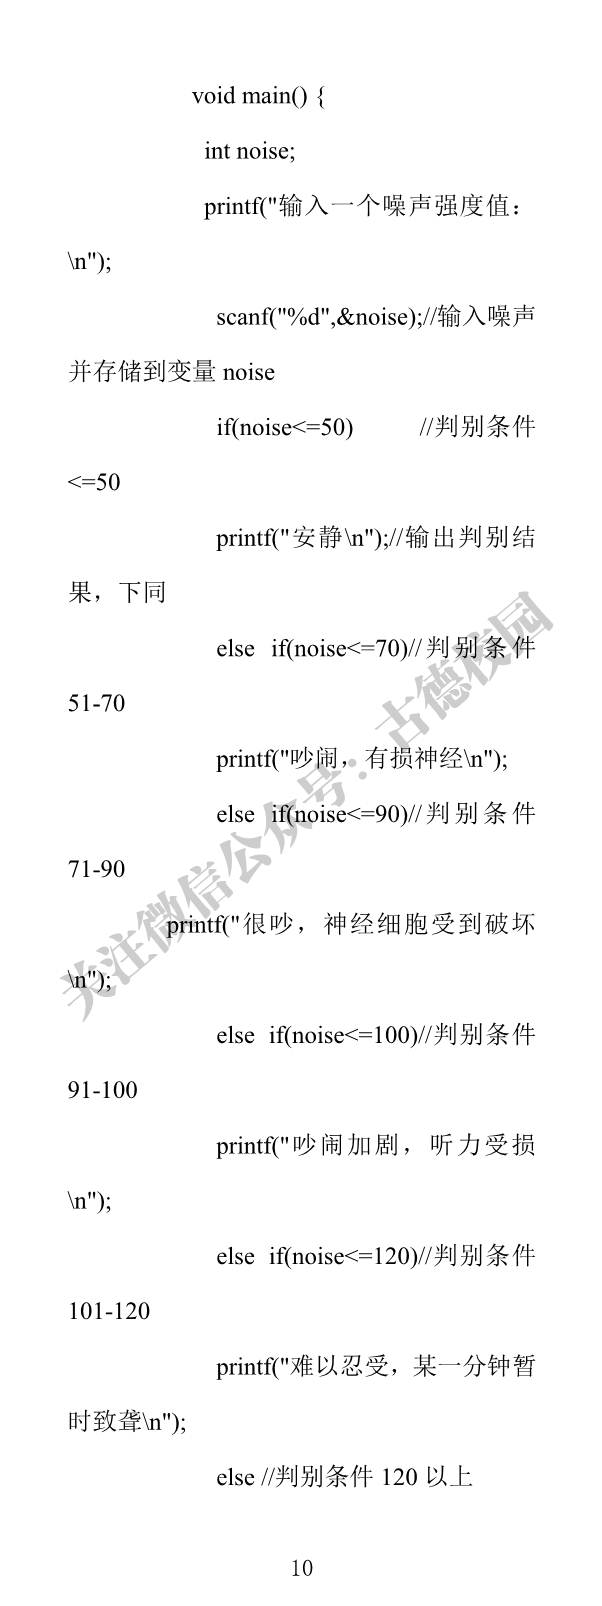 void main() {
int noise;
printf("输入一个噪声强度值：
\n");
scanf("%d",&noise);//输入噪声
并存储到变量 noise
if(noise<=50) //判别条件
<=50
printf("安静\n");//输出判别结
果，下同
else if(noise<=70)//判别条件
51-70
printf("吵闹，有损神经\n");
else if(noise<=90)//判别条件
71-90
printf("很吵，神经细胞受到破坏
\n");
else if(noise<=100)//判别条件
91-100
printf("吵闹加剧，听力受损
\n");
else if(noise<=120)//判别条件
101-120
printf("难以忍受，某一分钟暂
时致聋\n");
else //判别条件 120 以上
10
关注微信公众号：古德校园